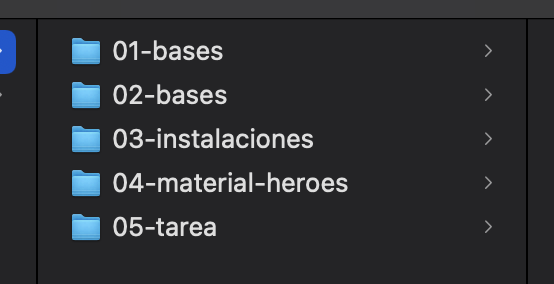 01-bases
02-bases
03-instalaciones
04-material-heroes
05-tarea